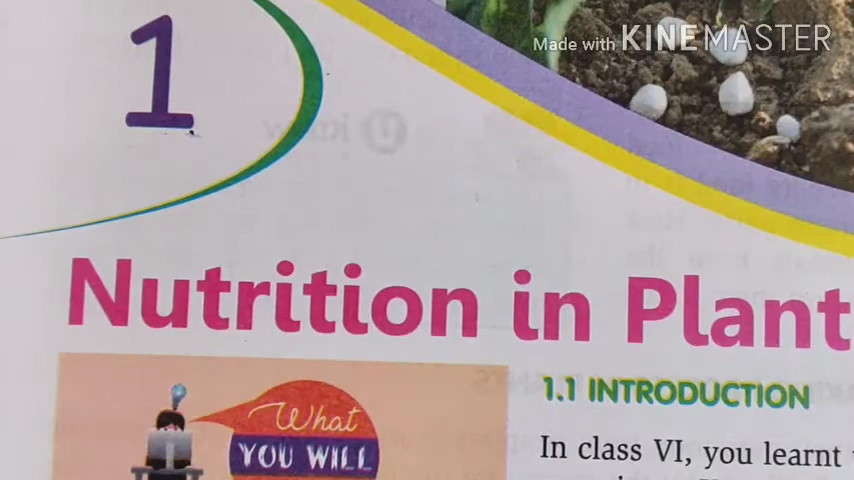 Made with KINEMASTER
1
Nutrition in Plant
1.1 INTRODUCTION
What
YOU WILL
In class VI, you learnt